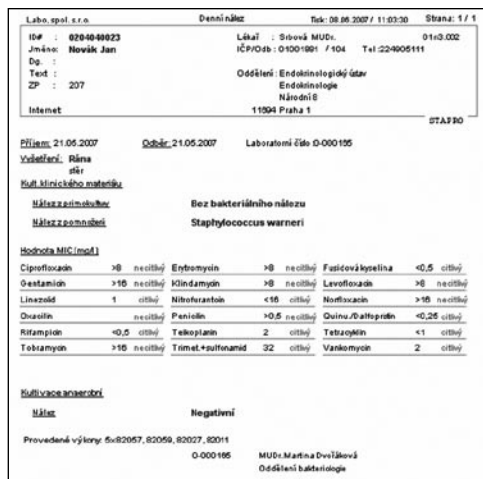 Labo, spol. s.r.o. Denní nález Tisk: 08.06.2007 / 11:03:30 Strana: 1 / 1
ID# : 0204040023 Lékař : Srbová MUDr. 01n3.002
Jméno: Novák Jan IČP/Odb : 01001991 / 104 Tel :224905111
Dg. :
Text : Oddělení : Endokrinologický ústav
ZP : 207 Endokrinologie
Národní 8
Internet 11694 Praha 1
STAPRO
Příjem: 21.05.2007 Odběr: 21.05.2007 Laboratorní číslo :O-000165
Vyšetření: Rána
stěr
Kult.klinického materiálu
Nález z primokultury Bez bakteriálního nálezu
Nález z pomnožení Staphylococcus warneri
Hodnota MIC (mg/l)
Ciprofloxacin >8 necitlivý Erytromycin >8 necitlivý Fusidová kyselina <0,5 citlivý
Gentamicin >16 necitlivý Klindamycin >8 necitlivý Levofloxacin >8 necitlivý
Linezolid 1 citlivý Nitrofurantoin <16 citlivý Norfloxacin >16 necitlivý
Oxacilin necitlivý Penicilin >0,5 necitlivý Quinu./Dalfopristin <0,25 citlivý
Rifampicin <0,5 citlivý Teikoplanin 2 citlivý Tetracyklin <1 citlivý
Tobramycin >16 necitlivý Trimet.+sulfonamid 32 citlivý Vankomycin 2 citlivý
Kultivace anaerobní
Nález Negativní
Provedené výkony: 5x82057, 82059, 82027, 82011
O-000165 MUDr.Martina Dvořáková
Oddělení bakteriologie